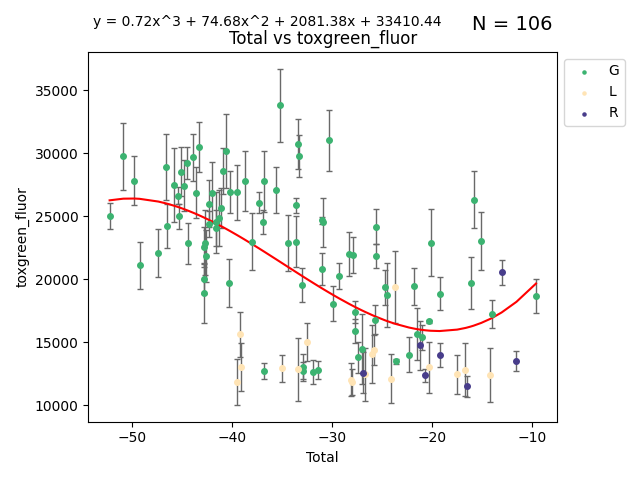 y = 0.72x^3 + 74.68x^2 + 2081.38x + 33410.44
N = 106
Total vs toxgreen_fluor
35000
30000
25000
20000
15000
10000
toxgreen_fluor
−50
−40
−30
−20
−10
Total
G
L
R